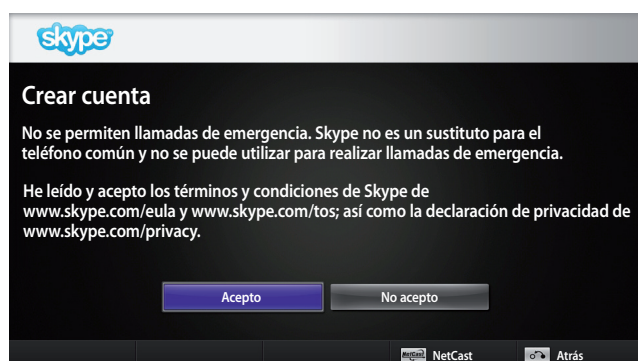 skype
Crear cuenta
No se permiten llamadas de emergencia. Skype no es un sustituto para el
teléfono común y no se puede utilizar para realizar llamadas de emergencia.
He leído y acepto los términos y condiciones de Skype de
www.skype.com/eula y www.skype.com/tos; así como la declaración de privacidad de
www.skype.com/privacy.
Acepto No acepto
NetCast NetCast Atrás